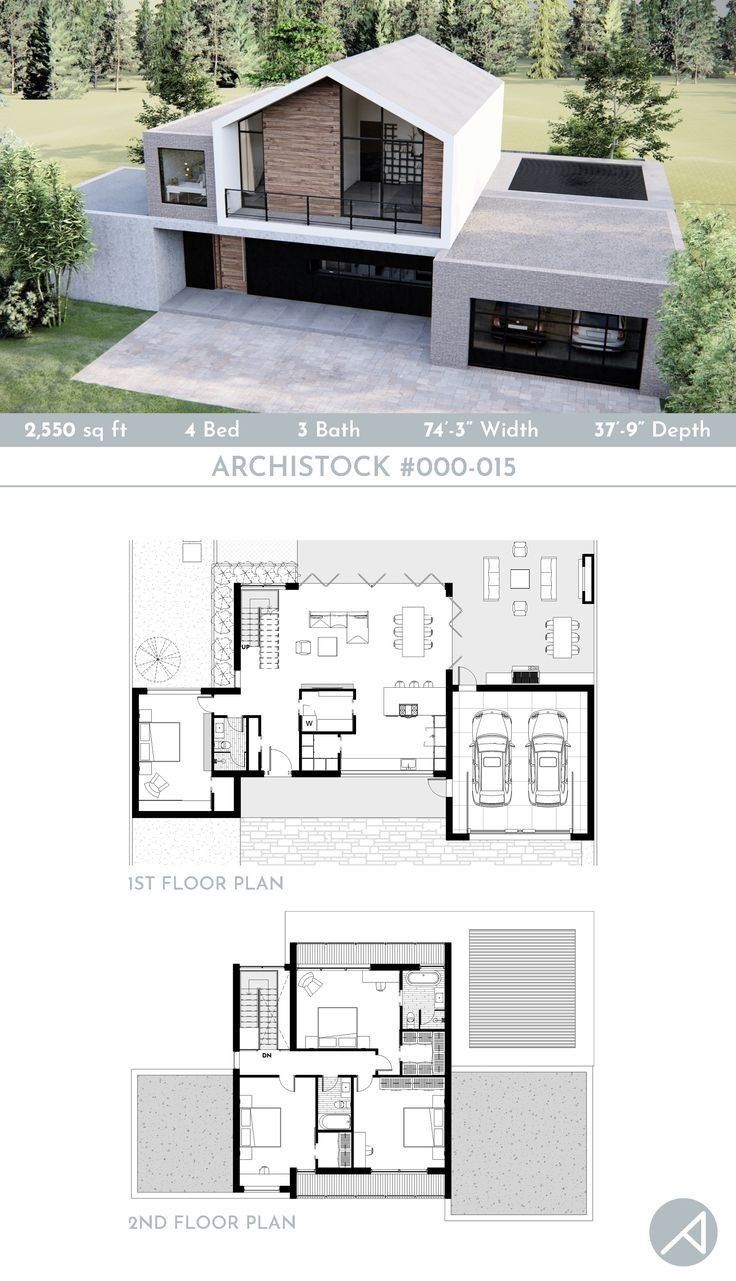 2,550 sq ft 4 Bed 3 Bath 74'-3” Width 37'-9” Depth
ARCHISTOCK #000-015
UP
W
1ST FLOOR PLAN
DN
2ND FLOOR PLAN